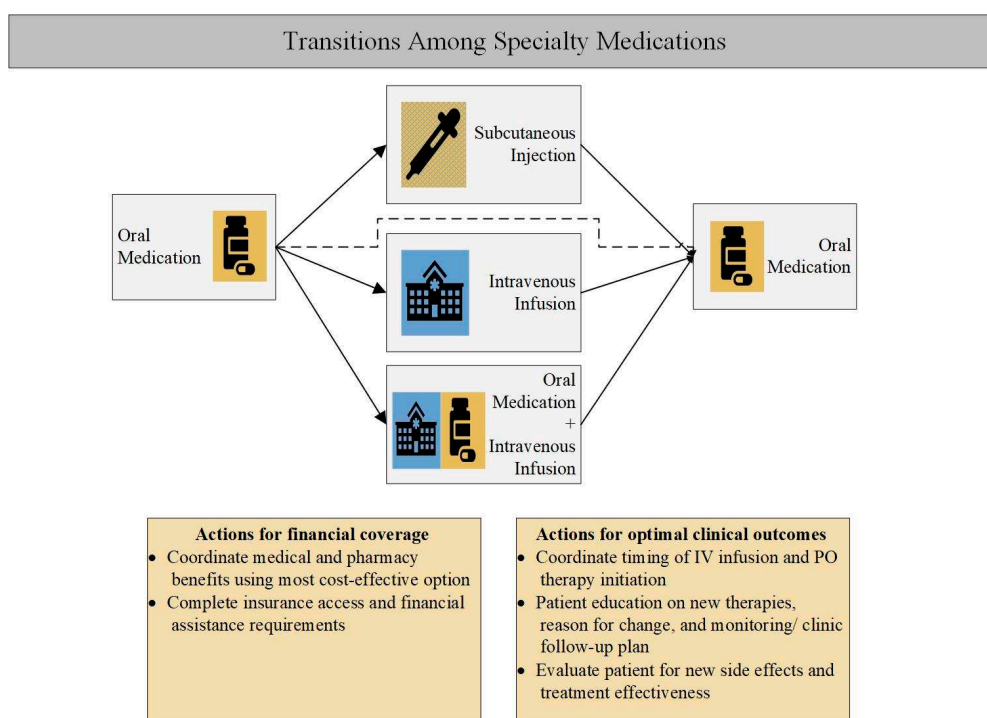 Transitions Among Specialty Medications
Subcutaneous
Injection
Oral
Medication
Intravenous
Infusion
Oral
Medication
Oral
Medication
+
Intravenous
Infusion
Actions for financial coverage
• Coordinate medical and pharmacy
benefits using most cost-effective option
• Complete insurance access and financial
assistance requirements
Actions for optimal clinical outcomes
• Coordinate timing of IV infusion and PO
therapy initiation
• Patient education on new therapies,
reason for change, and monitoring/ clinic
follow-up plan
• Evaluate patient for new side effects and
treatment effectiveness